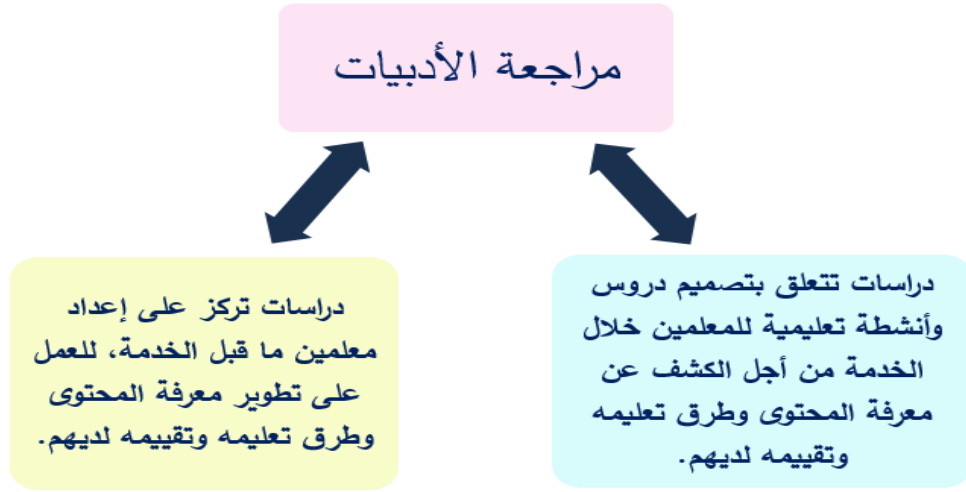 مراجعة الأدبيات
دراسات تتعلق بتصميم دروس
وأنشطة تعليمية للمعلمين خلال
الخدمة من أجل الكشف عن
معرفة المحتوى وطرق تعليمه
وتقييمه لديهم.
دراسات تركز على إعداد
معلمين ما قبل الخدمة، للعمل
على تطوير معرفة المحتوى
وطرق تعليمه وتقييمه لديهم.